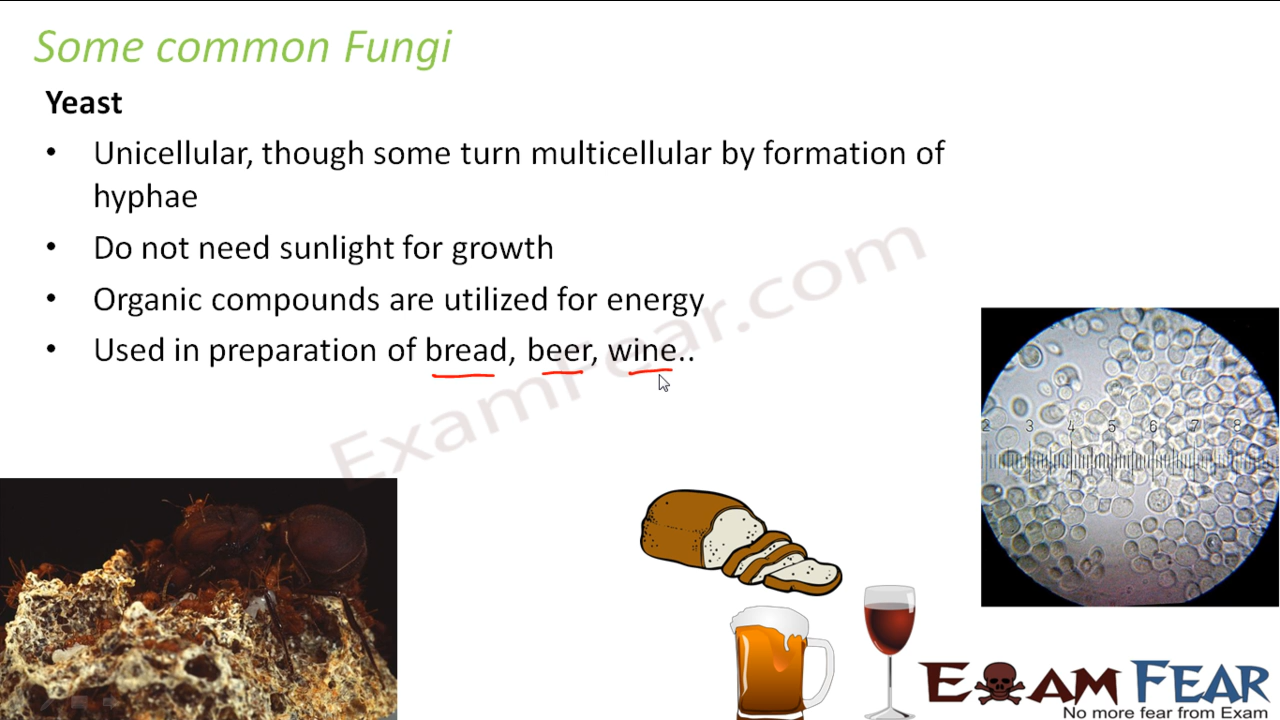 Some common Fungi
Yeast
• Unicellular, though some turn multicellular by formation of
hyphae
• Do not need sunlight for growth
• Organic compounds are utilized for energy
• Used in preparation of bread, beer, wine..
ExamFear.com
2 3 4 5 6 7 8
EXAM FEAR
No more fear from Exam